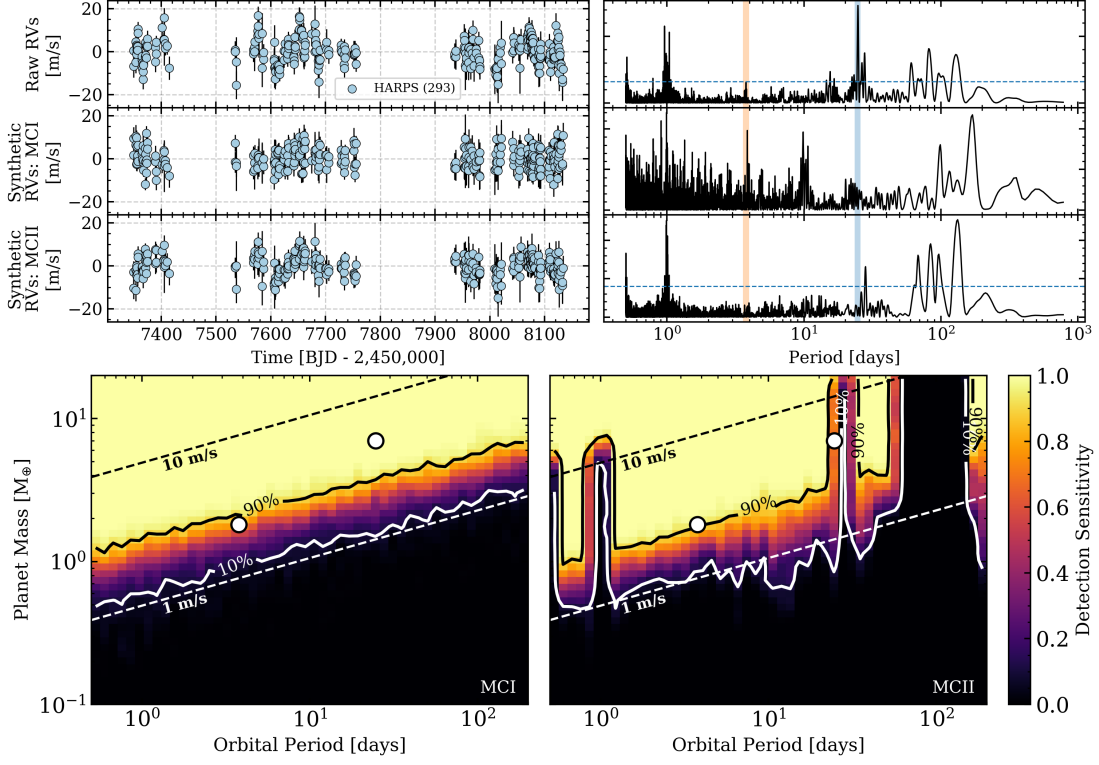 Raw RVs
[m/s]
20
0
−20
HARPS (293)
Synthetic
RVs: MCI
[m/s]
20
0
−20
Synthetic
RVs: MCII
[m/s]
20
0
−20
7400 7500 7600 7700 7800 7900 8000 8100
Time [BJD - 2,450,000]
10^0 10^1 10^2 10^3
Period [days]
Planet Mass [M⊕]
10^1
10^0
10^−1
10 m/s
90%
10%
1 m/s
MCI
10^0 10^1 10^2
Orbital Period [days]
10 m/s
90%
10%
90%
10%
90%
1 m/s
MCII
10^0 10^1 10^2
Orbital Period [days]
1.0
0.8
0.6
0.4
0.2
0.0
Detection Sensitivity